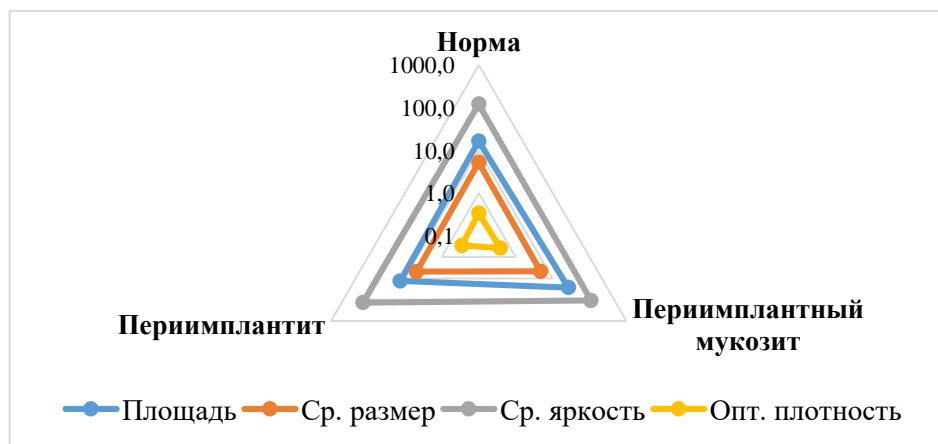 Норма
1000,0
100,0
10,0
1,0
0,1
Периимплантит
Периимплантный
мукозит
Площадь Ср. размер Ср. яркость Опт. плотность